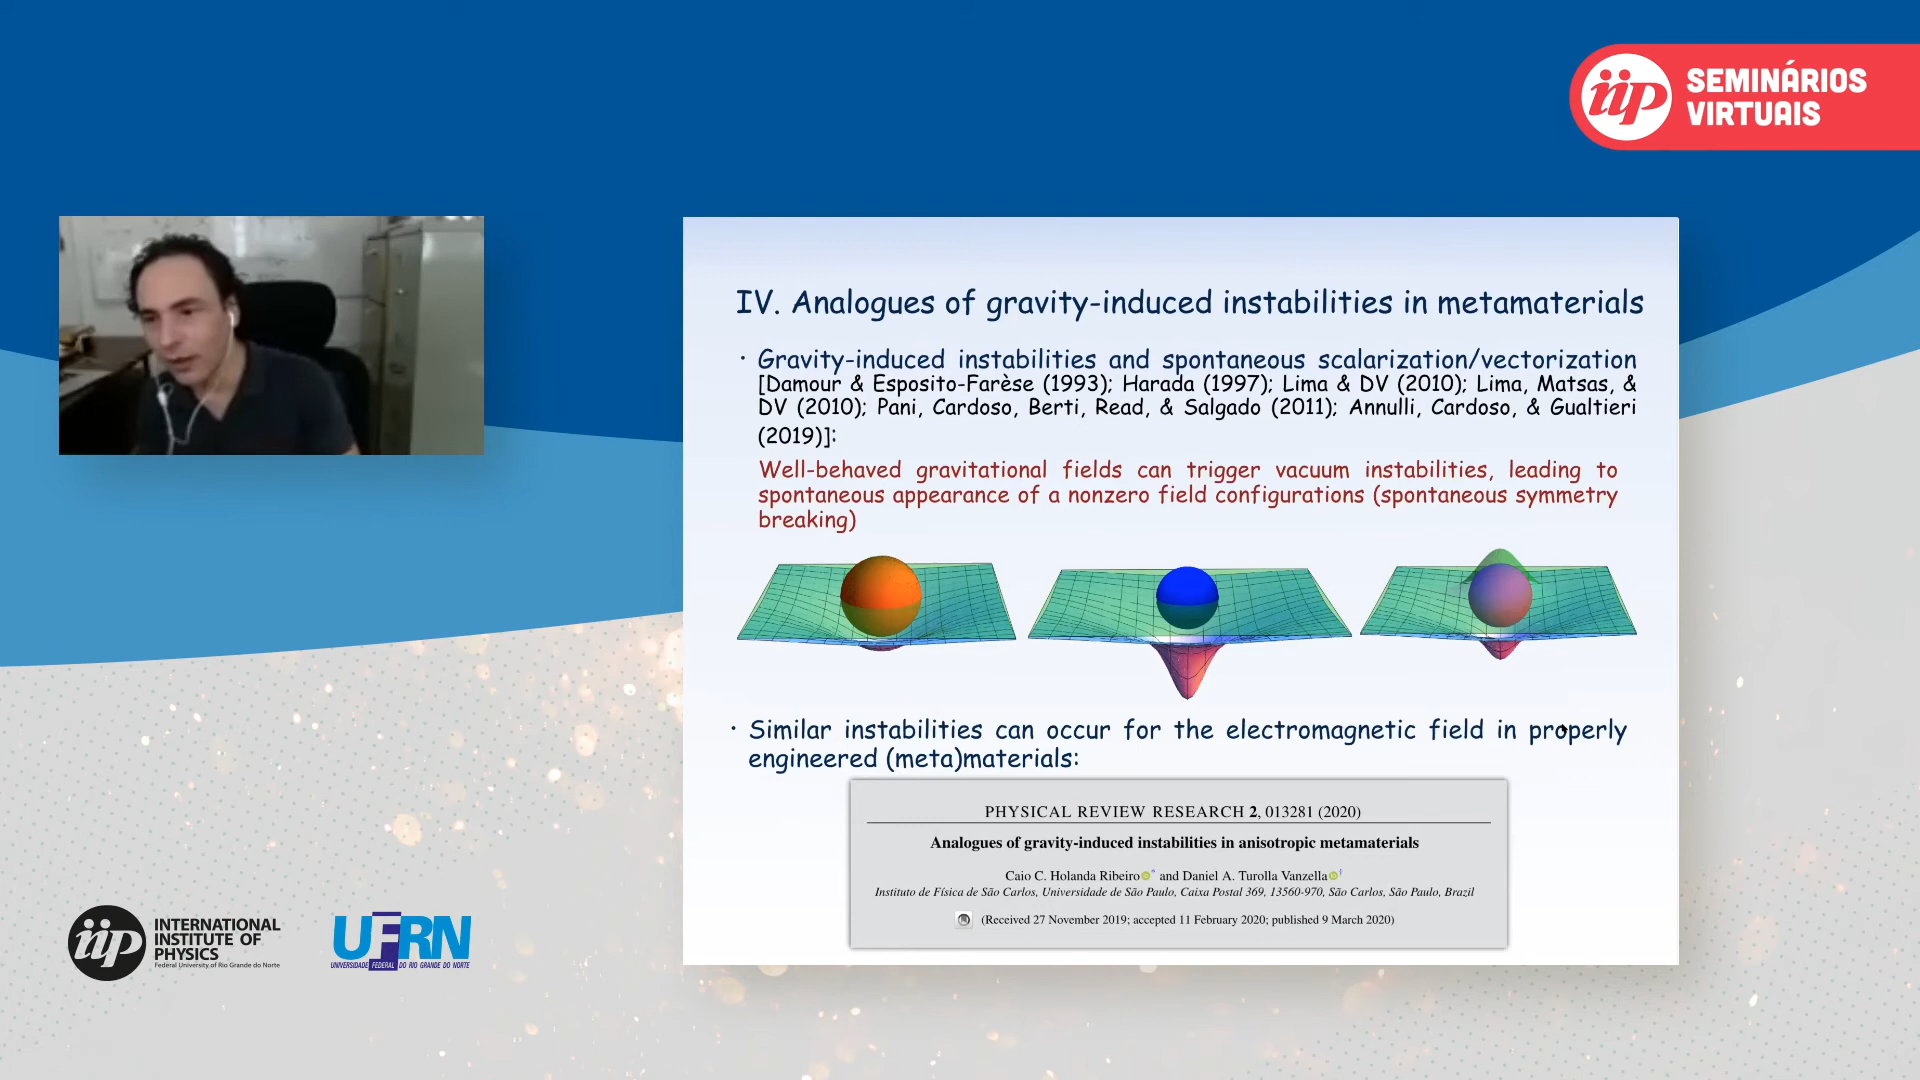 iip SEMINÁRIOS
VIRTUAIS
IV. Analogues of gravity-induced instabilities in metamaterials
· Gravity-induced instabilities and spontaneous scalarization/vectorization
[Damour & Esposito-Farèse (1993); Harada (1997); Lima & DV (2010); Lima, Matsas, &
DV (2010); Pani, Cardoso, Berti, Read, & Salgado (2011); Annulli, Cardoso, & Gualtieri
(2019)]:
Well-behaved gravitational fields can trigger vacuum instabilities, leading to
spontaneous appearance of a nonzero field configurations (spontaneous symmetry
breaking)
· Similar instabilities can occur for the electromagnetic field in properly
engineered (meta)materials:
PHYSICAL REVIEW RESEARCH 2, 013281 (2020)
Analogues of gravity-induced instabilities in anisotropic metamaterials
Caio C. Holanda Ribeiro * and Daniel A. Turolla Vanzella †
Instituto de Física de São Carlos, Universidade de São Paulo, Caixa Postal 369, 13560-970, São Carlos, São Paulo, Brazil
(Received 27 November 2019; accepted 11 February 2020; published 9 March 2020)
iip INTERNATIONAL
INSTITUTE OF
PHYSICS
Federal University of Rio Grande do Norte
UFRN
UNIVERSIDADE FEDERAL DO RIO GRANDE DO NORTE